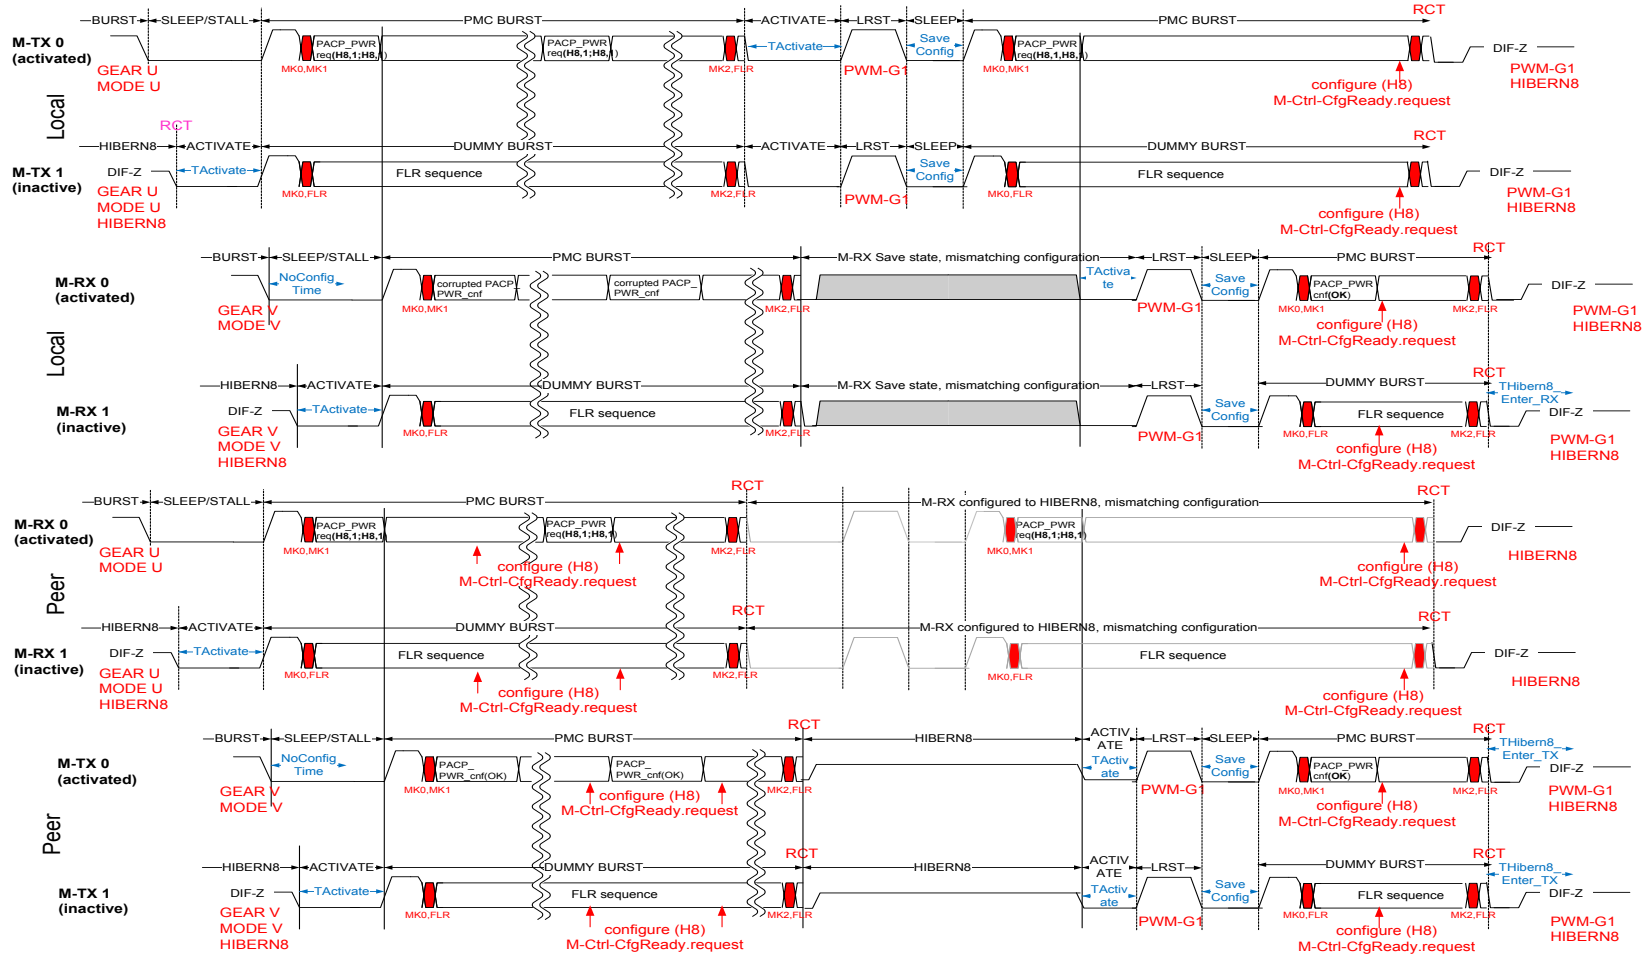 BURST SLEEP/STALL PMC BURST ACTIVATE LRST SLEEP PMC BURST RCT
M-TX 0
(activated)
PACP_PWR
req(H8,1;H8,1)
PACP_PWR
req(H8,1;H8,1)
TActivate
Save
Config
PACP_PWR
req(H8,1,H8,1)
DIF-Z
GEAR U
MODE U
MK0,MK1
MK2,FLR
PWM-G1
MK0,MK1
configure (H8)
M-Ctrl-CfgReady.request
PWM-G1
HIBERN8
Local
RCT
RCT
HIBERN8 ACTIVATE DUMMY BURST ACTIVATE LRST SLEEP DUMMY BURST
M-TX 1
(inactive)
DIF-Z
TActivate
FLR sequence
Save
Config
FLR sequence
DIF-Z
GEAR U
MODE U
HIBERN8
MK0,FLR
MK2,FLR
PWM-G1
MK0,FLR
configure (H8)
M-Ctrl-CfgReady.request
PWM-G1
HIBERN8
BURST SLEEP/STALL PMC BURST M-RX Save state, mismatching configuration LRST SLEEP PMC BURST RCT
M-RX 0
(activated)
NoConfig
Time
corrupted PACP_
PWR_cnf
corrupted PACP_
PWR_cnf
TActiva
te
Save
Config
PACP_PWR
cnf(OK)
DIF-Z
GEAR V
MODE V
MK0,MK1
MK2,FLR
PWM-G1
MK0,MK1
MK2,FLR
configure (H8)
M-Ctrl-CfgReady.request
PWM-G1
HIBERN8
Local
RCT
HIBERN8 ACTIVATE DUMMY BURST M-RX Save state, mismatching configuration LRST DUMMY BURST
THibern8_
Enter_RX
M-RX 1
(inactive)
DIF-Z
TActivate
FLR sequence
Save
Config
FLR sequence
DIF-Z
GEAR V
MODE V
HIBERN8
MK0,FLR
MK2,FLR
PWM-G1
MK0,FLR
MK2,FLR
configure (H8)
M-Ctrl-CfgReady.request
PWM-G1
HIBERN8
BURST SLEEP/STALL PMC BURST RCT M-RX configured to HIBERN8, mismatching configuration RCT
M-RX 0
(activated)
PACP_PWR
req(H8,1;H8,1
PACP_PWR
req(H8,1;H8,1)
PACP_PWR
req(H8,1;H8,1)
DIF-Z
GEAR U
MODE U
MK0,MK1
configure (H8)
M-Ctrl-CfgReady.request
MK2,FLR
MK0,MK1
configure (H8)
M-Ctrl-CfgReady.request
HIBERN8
Peer
RCT
RCT
HIBERN8 ACTIVATE DUMMY BURST M-RX configured to HIBERN8, mismatching configuration
M-RX 1
(inactive)
DIF-Z
TActivate
FLR sequence
FLR sequence
DIF-Z
GEAR U
MODE U
HIBERN8
MK0,FLR
configure (H8)
M-Ctrl-CfgReady.request
MK2,FLR
MK0,FLR
configure (H8)
M-Ctrl-CfgReady.request
HIBERN8
BURST SLEEP/STALL PMC BURST RCT HIBERN8 ACTIV
ATE LRST SLEEP PMC BURST RCT
THibern8_
Enter_TX
M-TX 0
(activated)
NoConfig
Time
PACP_
PWR_cnf(OK)
PACP_
PWR_cnf(OK)
TActiv
ate
Save
Config
PACP_PWR
cnf(OK)
DIF-Z
GEAR V
MODE V
MK0,MK1
configure (H8)
M-Ctrl-CfgReady.request
MK2,FLR
PWM-G1
MK0,MK1
MK2,FLR
configure (H8)
M-Ctrl-CfgReady.request
PWM-G1
HIBERN8
Peer
RCT
RCT
HIBERN8 ACTIVATE DUMMY BURST HIBERN8 ACTIV
ATE LRST DUMMY BURST
THibern8_
Enter_TX
M-TX 1
(inactive)
DIF-Z
TActivate
FLR sequence
TActiv
ate
Save
Config
FLR sequence
DIF-Z
GEAR V
MODE V
HIBERN8
MK0,FLR
configure (H8)
M-Ctrl-CfgReady.request
MK2,FLR
PWM-G1
MK0,FLR
MK2,FLR
configure (H8)
M-Ctrl-CfgReady.request
PWM-G1
HIBERN8